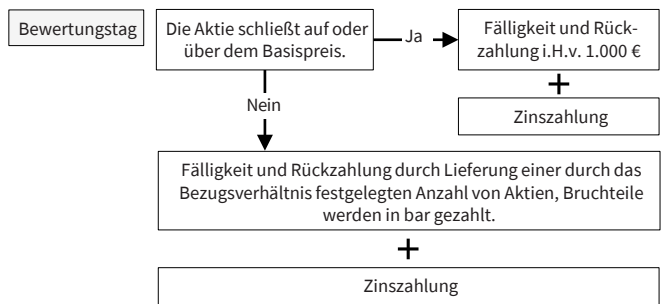 Bewertungstag
Die Aktie schließt auf oder
über dem Basispreis.
Ja
Fälligkeit und Rück-
zahlung i.H.v. 1.000 €
+
Zinszahlung
Nein
Fälligkeit und Rückzahlung durch Lieferung einer durch das
Bezugsverhältnis festgelegten Anzahl von Aktien, Bruchteile
werden in bar gezahlt.
+
Zinszahlung